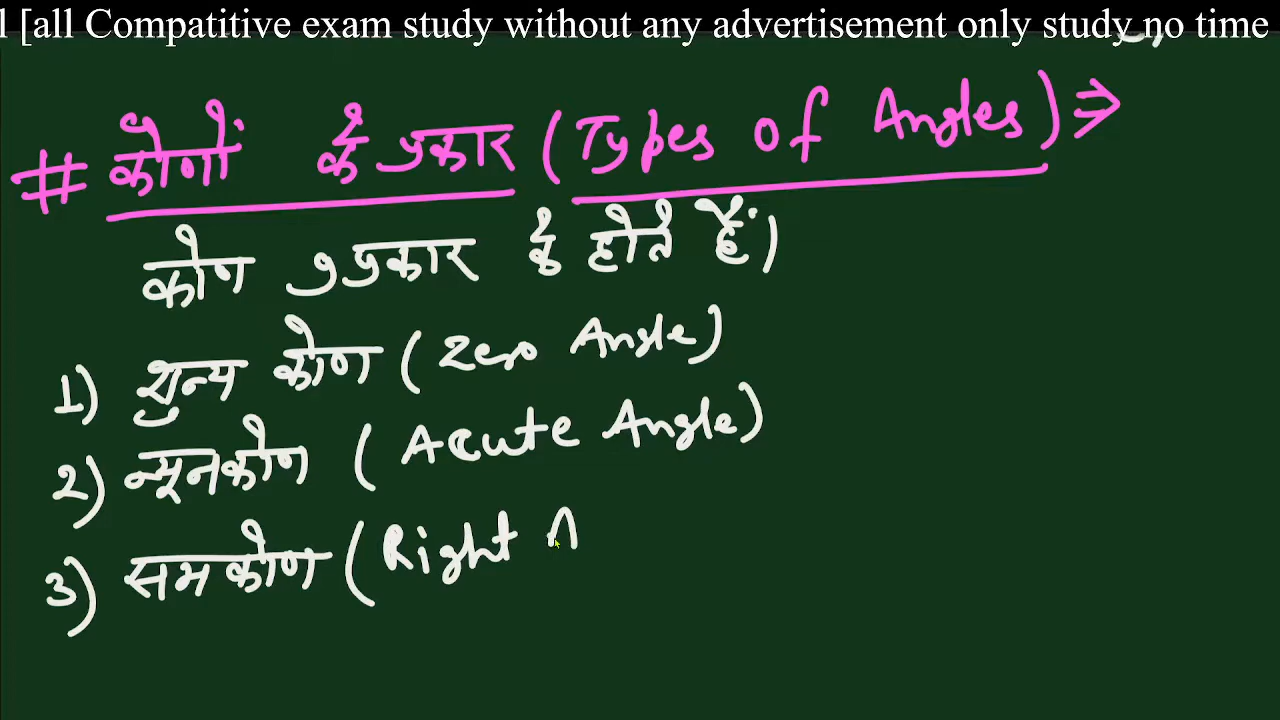 l [all Compatitive exam study without any advertisement only study no time
# कोणों के प्रकार (Types of Angles) ⇒
कोण 7 प्रकार के होते हैं।
1) शुन्य कोण (Zero Angle)
2) न्यूनकोण (Acute Angle)
3) समकोण (Right A